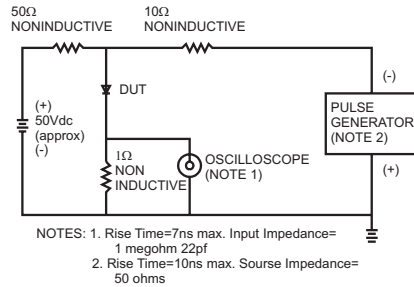 50Ω
NONINDUCTIVE
10Ω
NONINDUCTIVE
DUT
(+)
50Vdc
(approx)
(-)
1Ω
NON
INDUCTIVE
OSCILLOSCOPE
(NOTE 1)
(-)
PULSE
GENERATOR
(NOTE 2)
(+)
NOTES: 1. Rise Time=7ns max. Input Impedance=
1 megohm 22pf
2. Rise Time=10ns max. Sourse Impedance=
50 ohms